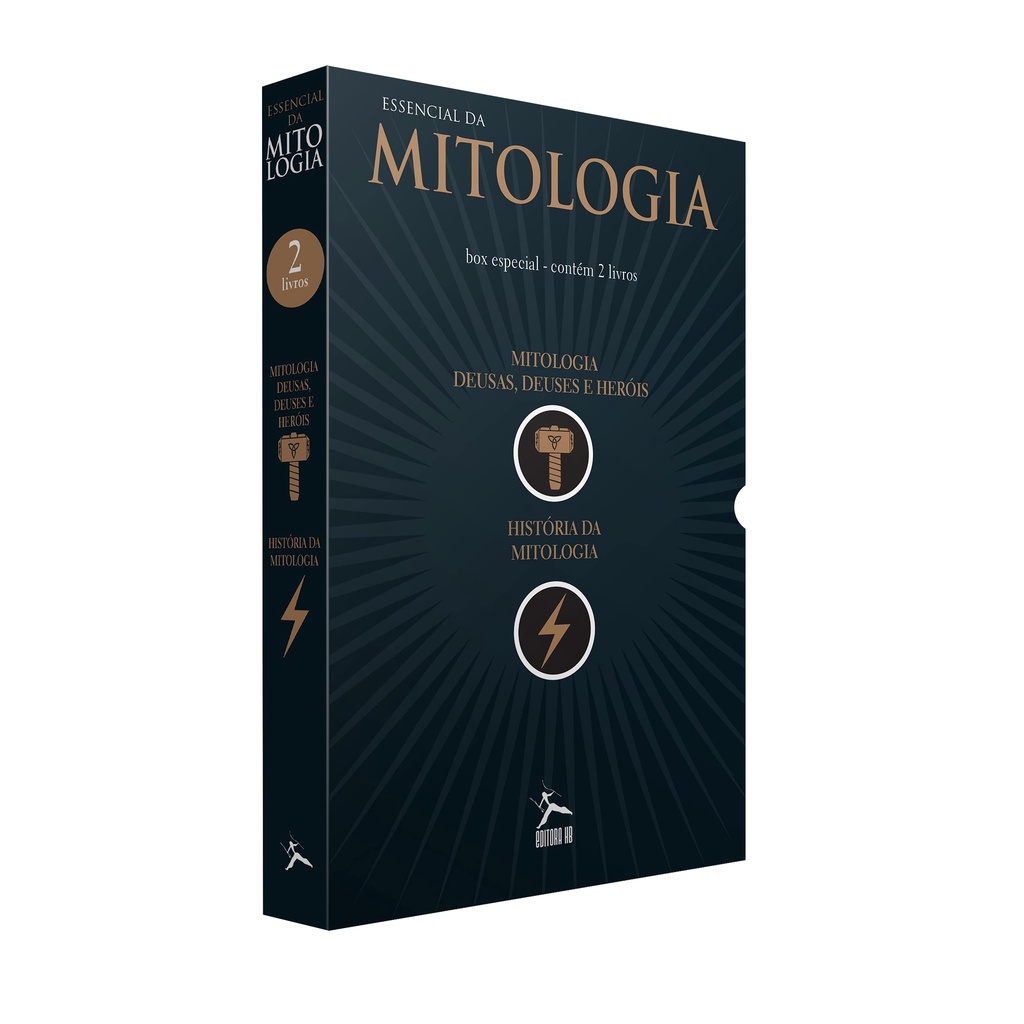 ESSENCIAL
DA
MITO
LOGIA
2
livros
MITOLOGIA
DEUSAS,
DEUSES E
HERÓIS
HISTÓRIA DA
MITOLOGIA
ESSENCIAL DA
MITOLOGIA
box especial - contém 2 livros
MITOLOGIA
DEUSAS, DEUSES E HERÓIS
HISTÓRIA DA
MITOLOGIA
EDITORA HB